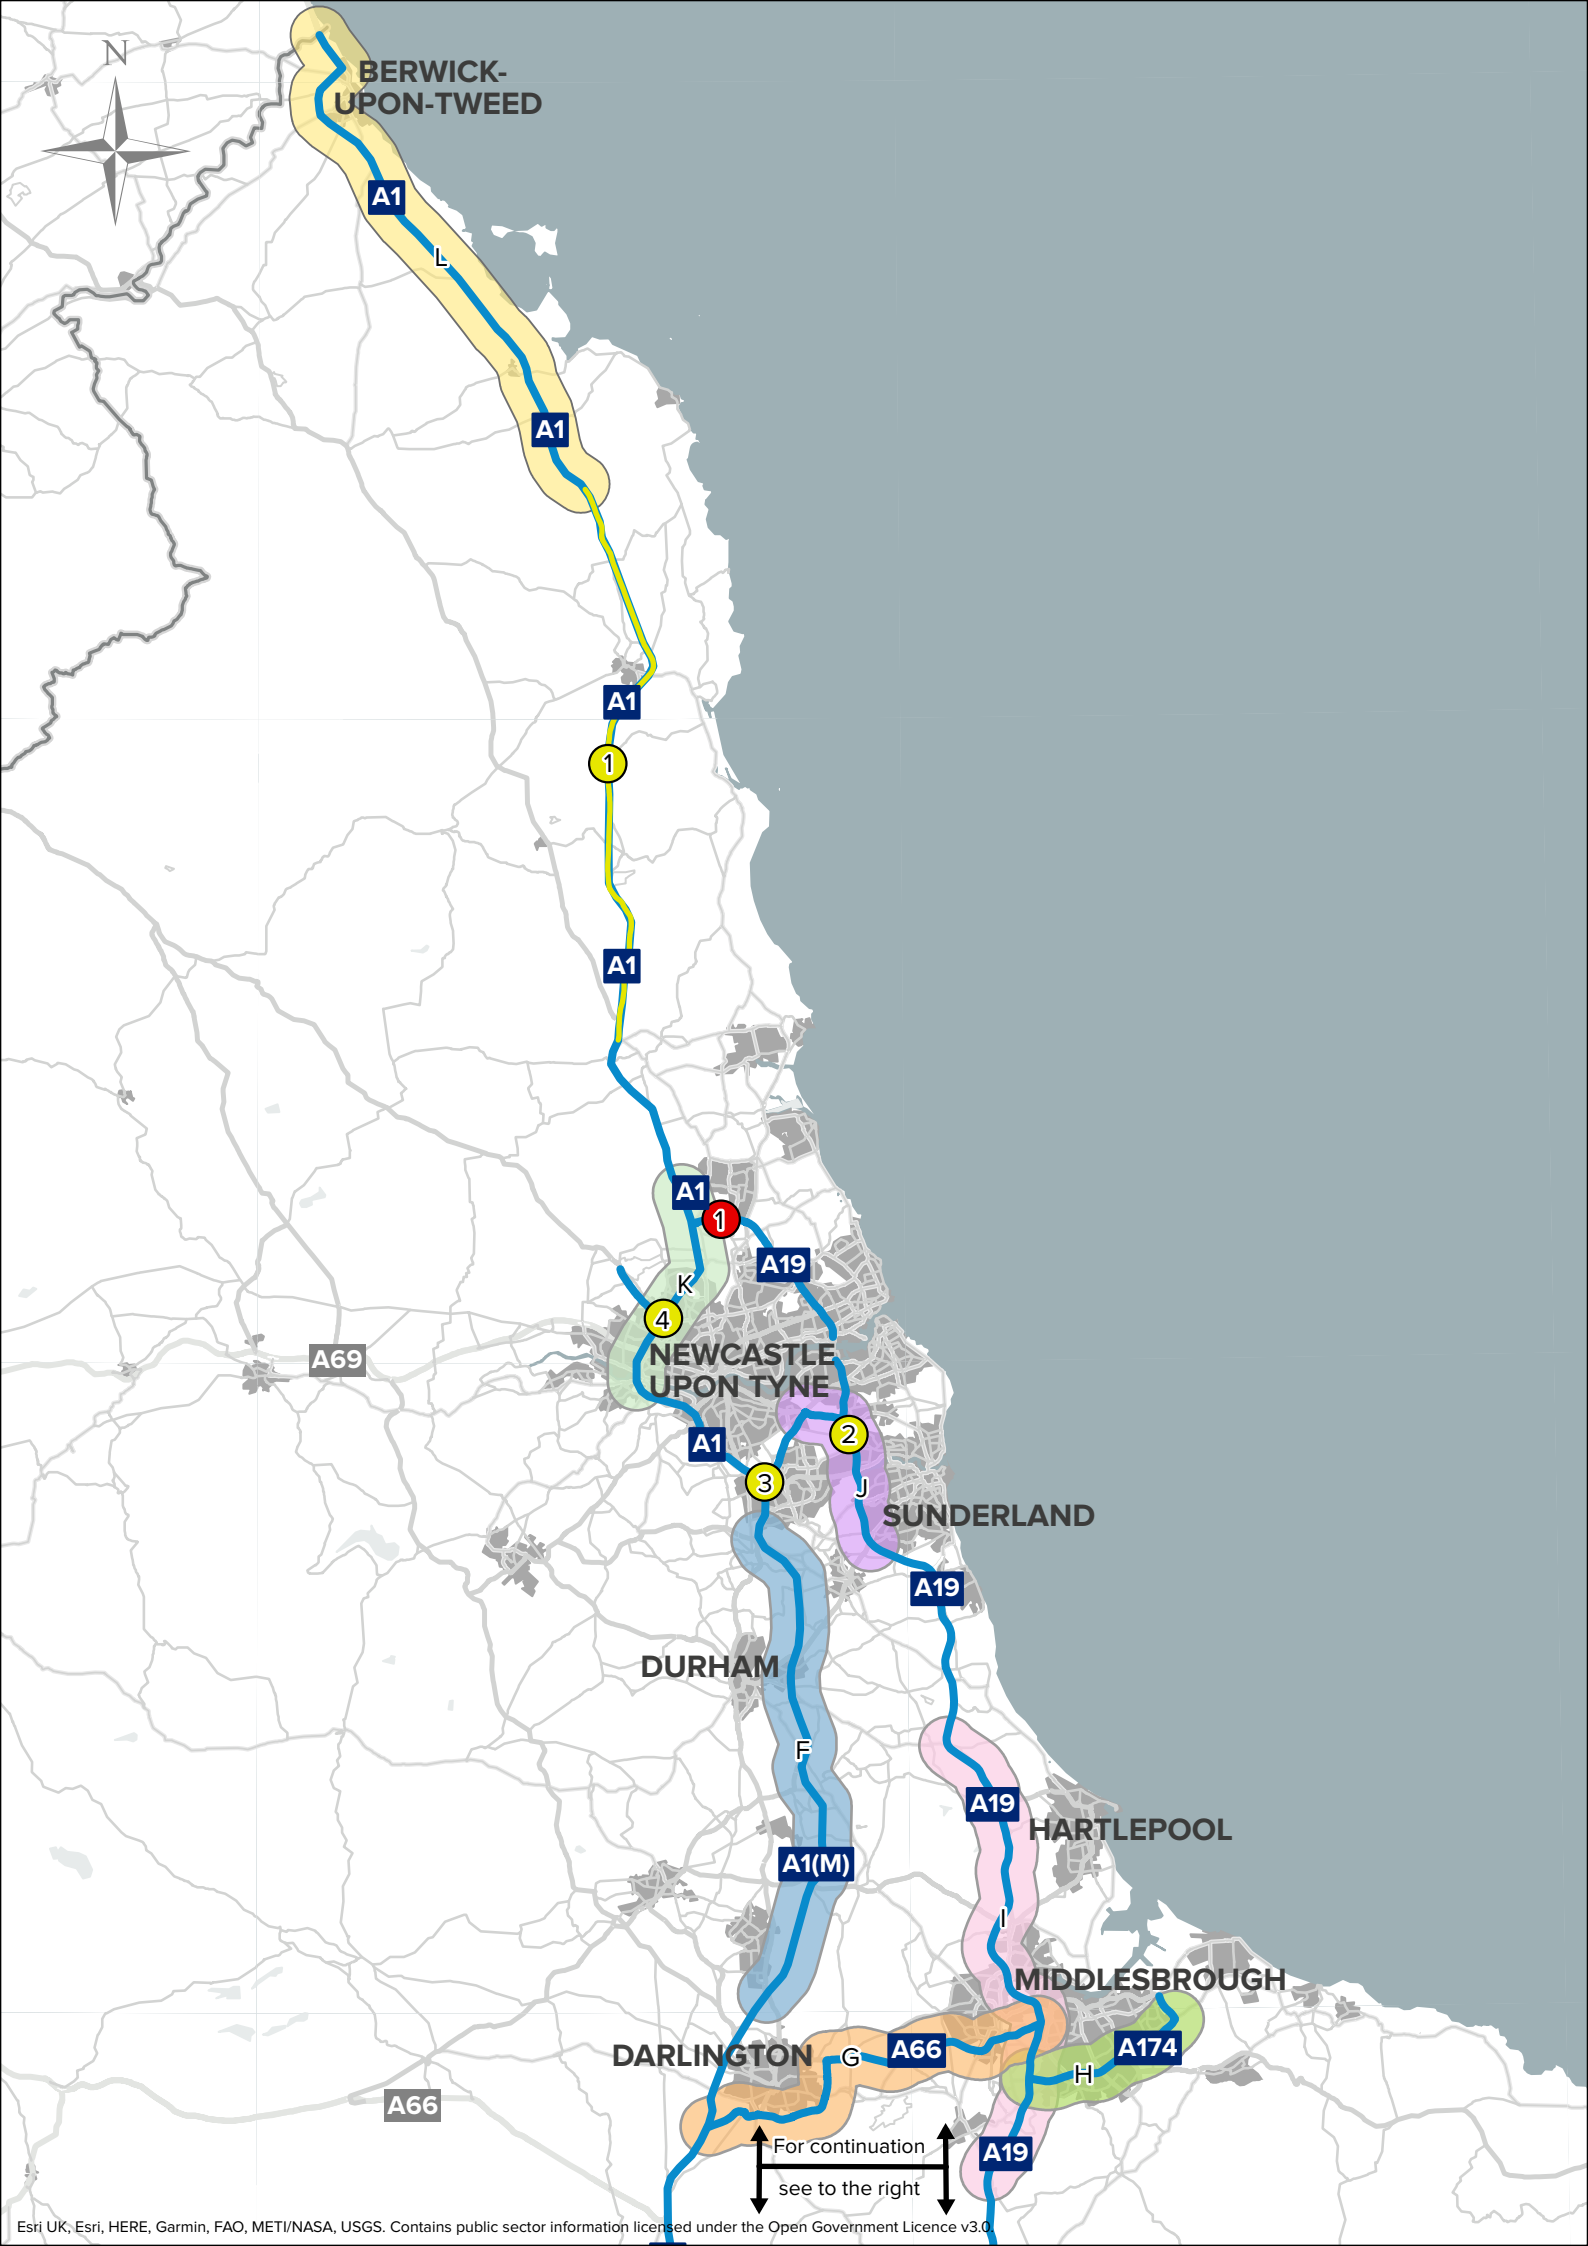 N
BERWICK-
UPON-TWEED
A1
L
A1
A1
1
A1
A1
1
A19
K
4
A69
NEWCASTLE
UPON TYNE
A1
2
3
J
SUNDERLAND
A19
DURHAM
F
A19
HARTLEPOOL
A1(M)
I
MIDDLESBROUGH
DARLINGTON
G
A66
A174
H
A66
For continuation
see to the right
A19
Esri UK, Esri, HERE, Garmin, FAO, METI/NASA, USGS. Contains public sector information licensed under the Open Government Licence v3.0.